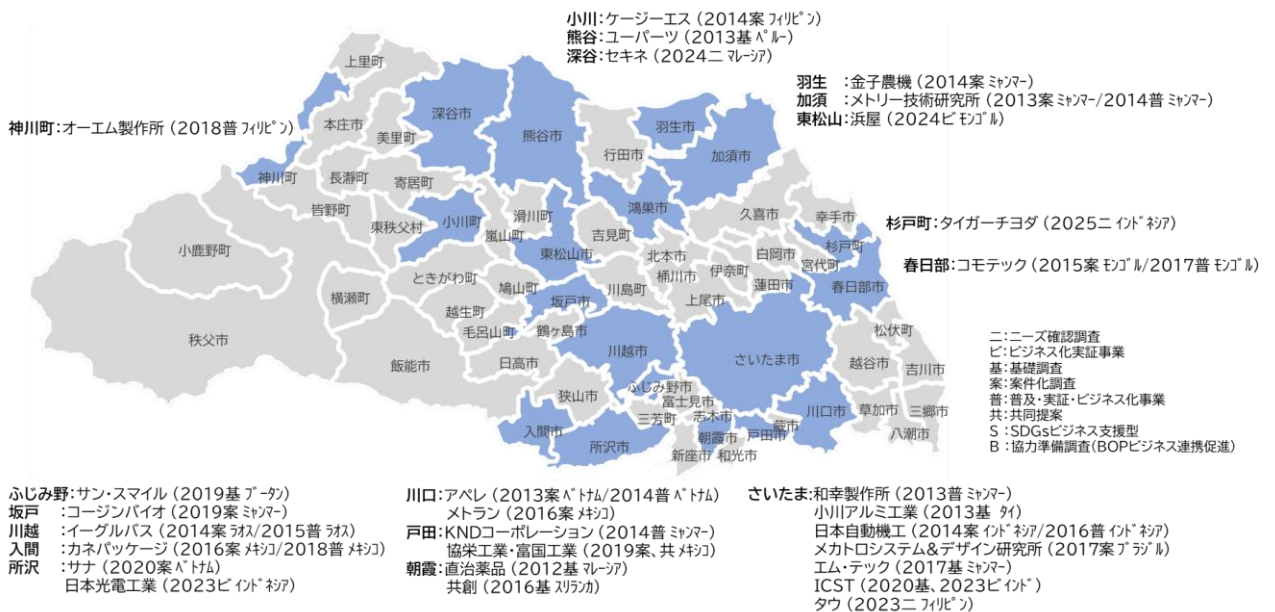 小川：ケージーエス（2014案 ﾌｨﾘﾋﾟﾝ）
熊谷：ユーパーツ（2013基 ﾍﾟﾙｰ）
深谷：セキネ（2024二 ﾏﾚｰｼｱ）
羽生　：金子農機（2014案 ﾐｬﾝﾏｰ）
加須　：メトリー技術研究所（2013案 ﾐｬﾝﾏｰ/2014普 ﾐｬﾝﾏｰ）
東松山：浜屋（2024ビ ﾓﾝｺﾞﾙ）
神川町：オーエム製作所（2018普 ﾌｨﾘﾋﾟﾝ）
杉戸町：タイガーチヨダ（2025二 ｲﾝﾄﾞﾈｼｱ）
春日部：コモテック（2015案 ﾓﾝｺﾞﾙ/2017普 ﾓﾝｺﾞﾙ）
上里町
本庄市
美里町
深谷市
熊谷市
行田市
羽生市
加須市
神川町
長瀞町
寄居町
皆野町
東秩父村
小川町
嵐山町
滑川町
東松山市
吉見町
鴻巣市
久喜市
幸手市
杉戸町
宮代町
白岡市
小鹿野町
北本市
桶川市
伊奈町
蓮田市
春日部市
ときがわ町
鳩山町
川島町
上尾市
横瀬町
越生町
坂戸市
毛呂山町
鶴ヶ島市
秩父市
飯能市
日高市
川越市
さいたま市
松伏町
越谷市
吉川市
狭山市
ふじみ野市
富士見市
三芳町
志木市
川口市
草加市
三郷市
八潮市
入間市
所沢市
新座市
朝霞市
和光市
戸田市
蕨市
二：ニーズ確認調査
ビ：ビジネス化実証事業
基：基礎調査
案：案件化調査
普：普及・実証・ビジネス化事業
共：共同提案
S：SDGsビジネス支援型
B：協力準備調査(BOPビジネス連携促進)
ふじみ野：サン・スマイル（2019基 ﾌﾞｰﾀﾝ）
坂戸　：コージンバイオ（2019案 ﾐｬﾝﾏｰ）
川越　：イーグルバス（2014案 ﾗｵｽ/2015普 ﾗｵｽ）
入間　：カネパッケージ（2016案 ﾒｷｼｺ/2018普 ﾒｷｼｺ）
所沢　：サナ（2020案 ﾍﾞﾄﾅﾑ）
日本光電工業（2023ビ ｲﾝﾄﾞﾈｼｱ）
川口：アペレ（2013案 ﾍﾞﾄﾅﾑ/2014普 ﾍﾞﾄﾅﾑ）
メトラン（2016案 ﾒｷｼｺ）
戸田：KNDコーポレーション（2014普 ﾐｬﾝﾏｰ）
協栄工業・富国工業（2019案、共 ﾒｷｼｺ）
朝霞：直治薬品（2012基 ﾏﾚｰｼｱ）
共創（2016基 ｽﾘﾗﾝｶ）
さいたま：和幸製作所（2013普 ﾐｬﾝﾏｰ）
小川アルミ工業（2013基 ﾀｲ）
日本自動機工（2014案 ｲﾝﾄﾞﾈｼｱ/2016普 ｲﾝﾄﾞﾈｼｱ）
メカトロシステム&デザイン研究所（2017案 ﾌﾞﾗｼﾞﾙ）
エム・テック（2017基 ﾐｬﾝﾏｰ）
ICST（2020基、2023ビ ｲﾝﾄﾞ）
タウ（2023二 ﾌｨﾘﾋﾟﾝ）